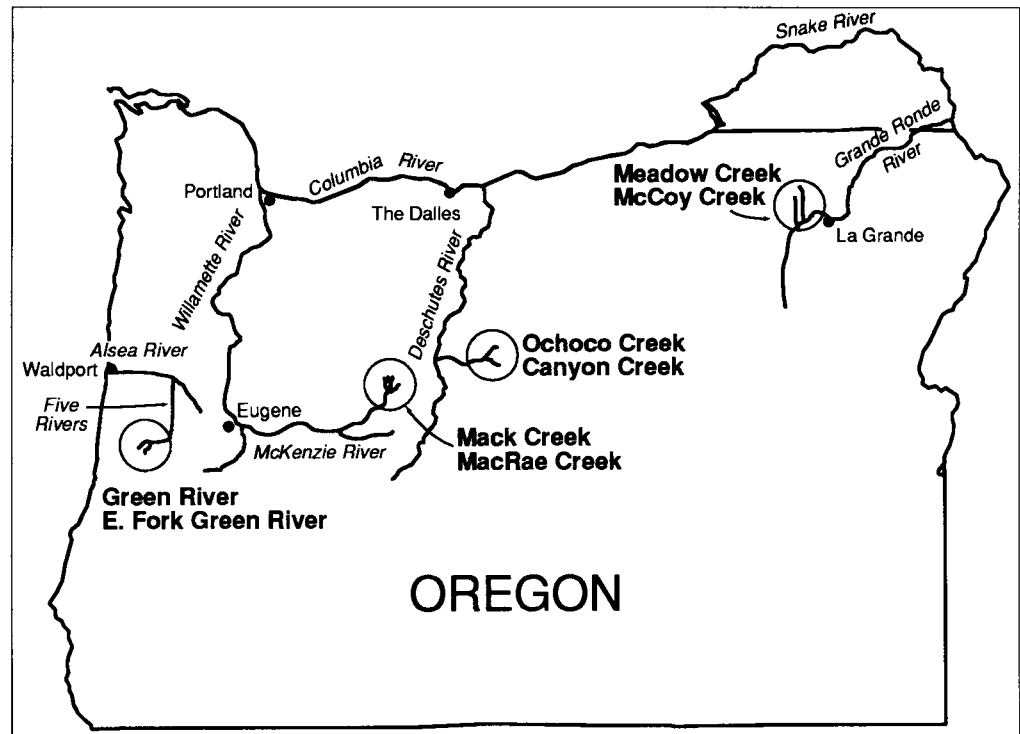 Snake River
Grande Ronde
River
Meadow Creek
McCoy Creek
Columbia River
Portland
The Dalles
La Grande
Willamette River
Deschutes River
Alsea River
Waldport
Ochoco Creek
Canyon Creek
Five
Rivers
Eugene
McKenzie River
Mack Creek
MacRae Creek
Green River
E. Fork Green River
OREGON